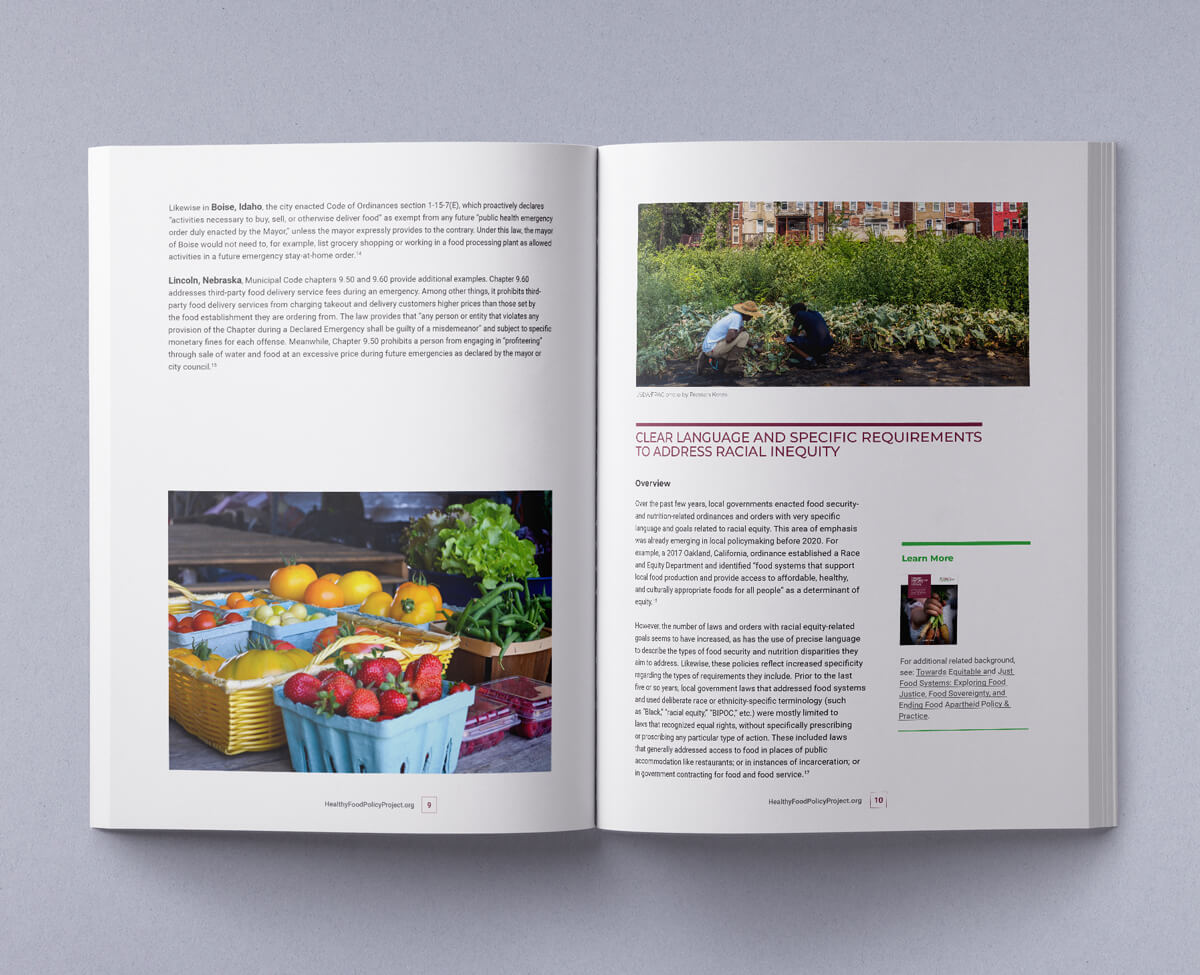 Likewise in Boise, Idaho, the city enacted Code of Ordinances section 1-15-7(E), which proactively declares
"activities necessary to buy, sell, or otherwise deliver food" as exempt from any future "public health emergency
order duly enacted by the Mayor," unless the mayor expressly provides to the contrary. Under this law, the mayor
of Boise would not need to, for example, list grocery shopping or working in a food processing plant as allowed
activities in a future emergency stay-at-home order.14
Lincoln, Nebraska, Municipal Code chapters 9.50 and 9.60 provide additional examples. Chapter 9.60
addresses third-party food delivery service fees during an emergency. Among other things, it prohibits third-
party food delivery services from charging takeout and delivery customers higher prices than those set by
the food establishment they are ordering from. The law provides that "any person or entity that violates any
provision of the Chapter during a Declared Emergency shall be guilty of a misdemeanor" and subject to specific
monetary fines for each offense. Meanwhile, Chapter 9.50 prohibits a person from engaging in "profiteering"
through sale of water and food at an excessive price during future emergencies as declared by the mayor or
city council.15
HealthyFoodPolicyProject.org 9
USDA/FPAC photo by Preston Keres
CLEAR LANGUAGE AND SPECIFIC REQUIREMENTS
TO ADDRESS RACIAL INEQUITY
Overview
Over the past few years, local governments enacted food security-
and nutrition-related ordinances and orders with very specific
language and goals related to racial equity. This area of emphasis
was already emerging in local policymaking before 2020. For
example, a 2017 Oakland, California, ordinance established a Race
and Equity Department and identified "food systems that support
local food production and provide access to affordable, healthy,
and culturally appropriate foods for all people" as a determinant of
equity.
However, the number of laws and orders with racial equity-related
goals seems to have increased, as has the use of precise language
to describe the types of food security and nutrition disparities they
aim to address. Likewise, these policies reflect increased specificity
regarding the types of requirements they include. Prior to the last
five or so years, local government laws that addressed food systems
and used deliberate race or ethnicity-specific terminology (such
as "Black," "racial equity," "BIPOC," etc.) were mostly limited to
laws that recognized equal rights, without specifically prescribing
or proscribing any particular type of action. These included laws
that generally addressed access to food in places of public
accommodation like restaurants; or in instances of incarceration; or
in government contracting for food and food service.17
Learn More
For additional related background,
see: Towards Equitable and Just
Food Systems: Exploring Food
Justice, Food Sovereignty, and
Ending Food Apartheid Policy &
Practice.
HealthyFoodPolicyProject.org 10